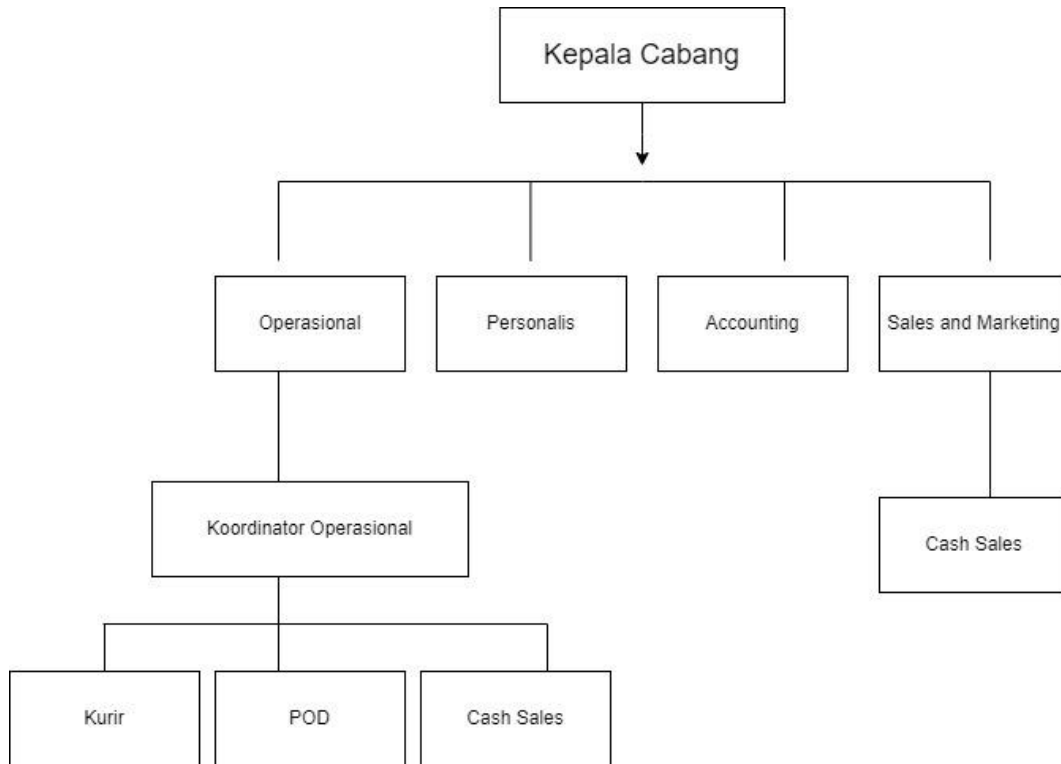 Kepala Cabang
Operasional
Personalis
Accounting
Sales and Marketing
Koordinator Operasional
Cash Sales
Kurir
POD
Cash Sales